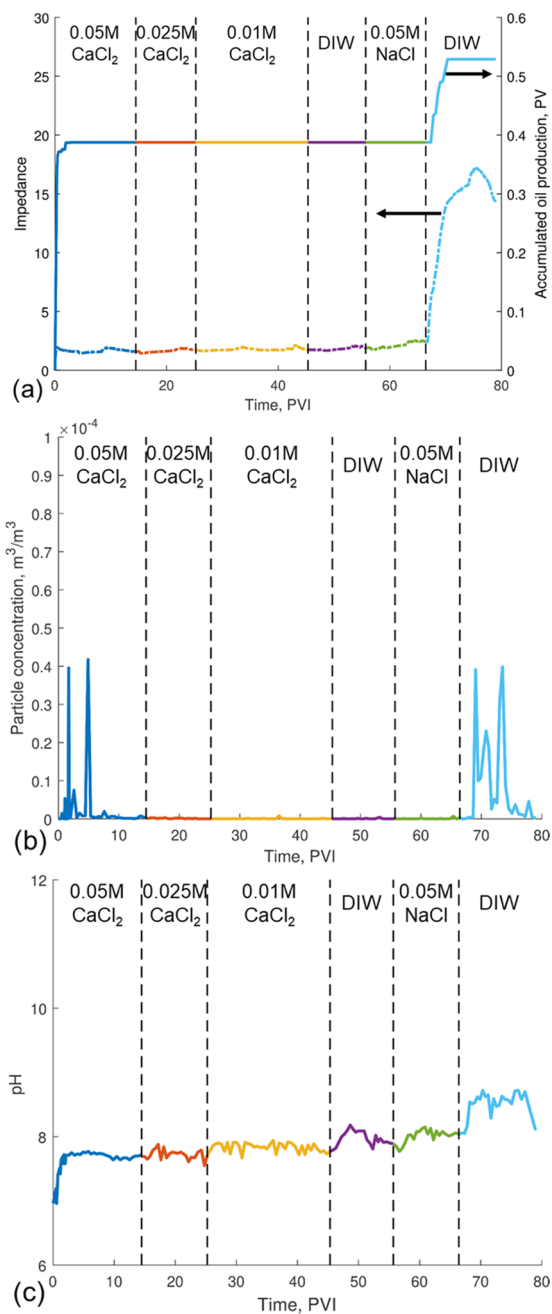 30
25
20
15
10
5
0
Impedance
0.05M
CaCl2
0.025M
CaCl2
0.01M
CaCl2
DIW
0.05M
NaCl
DIW
0.6
0.5
0.4
0.3
0.2
0.1
0
Accumulated oil production, PV
0 20 40 60 80
Time, PVI
(a)
×10-4
1
0.9
0.8
0.7
0.6
0.5
0.4
0.3
0.2
0.1
0
Particle concentration, m3/m3
0.05M
CaCl2
0.025M
CaCl2
0.01M
CaCl2
DIW
0.05M
NaCl
DIW
0 10 20 30 40 50 60 70 80
Time, PVI
(b)
12
10
8
6
pH
0.05M
CaCl2
0.025M
CaCl2
0.01M
CaCl2
DIW
0.05M
NaCl
DIW
0 10 20 30 40 50 60 70 80
Time, PVI
(c)